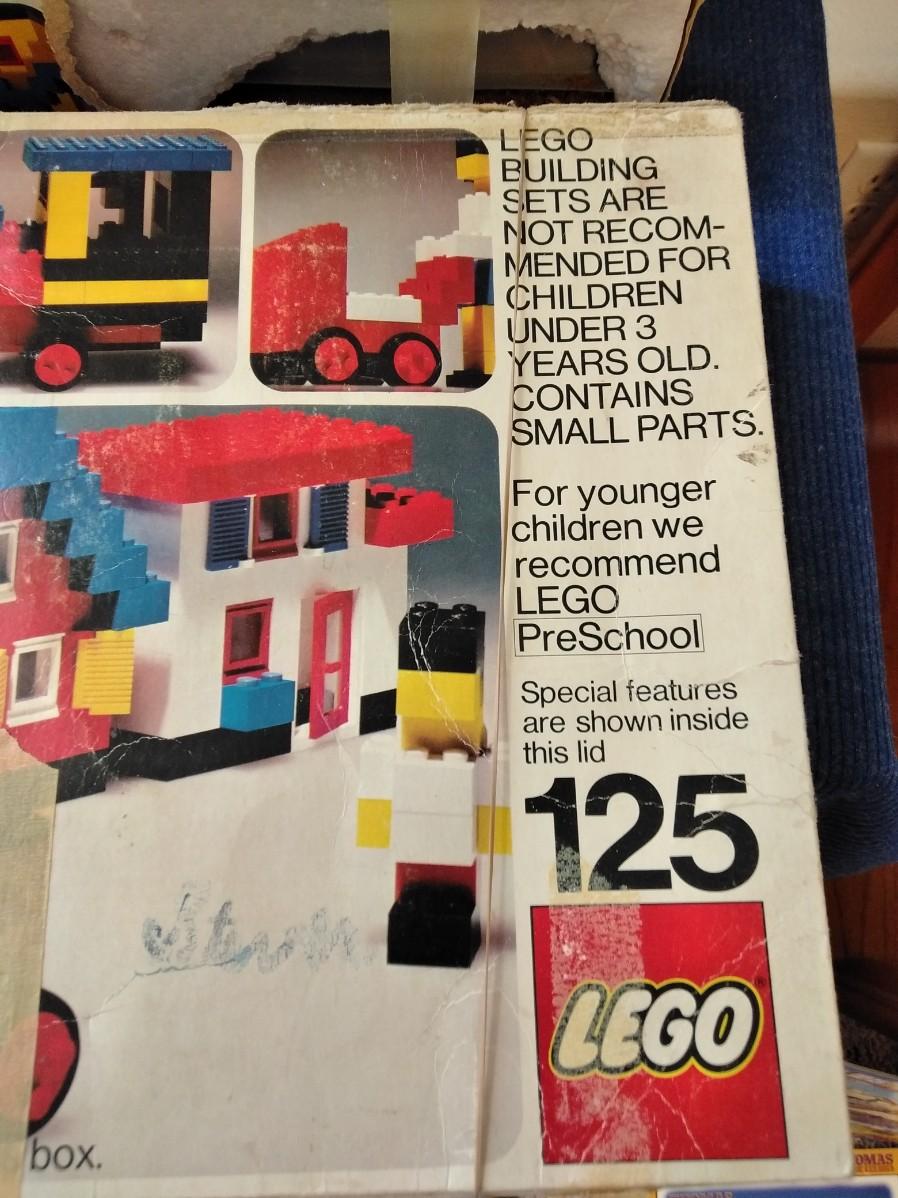 LEGO
BUILDING
SETS ARE
NOT RECOM-
MENDED FOR
CHILDREN
UNDER 3
YEARS OLD.
CONTAINS
SMALL PARTS.
For younger
children we
recommend
LEGO
PreSchool
Special features
are shown inside
this lid
125
LEGO®
box.
OMAS